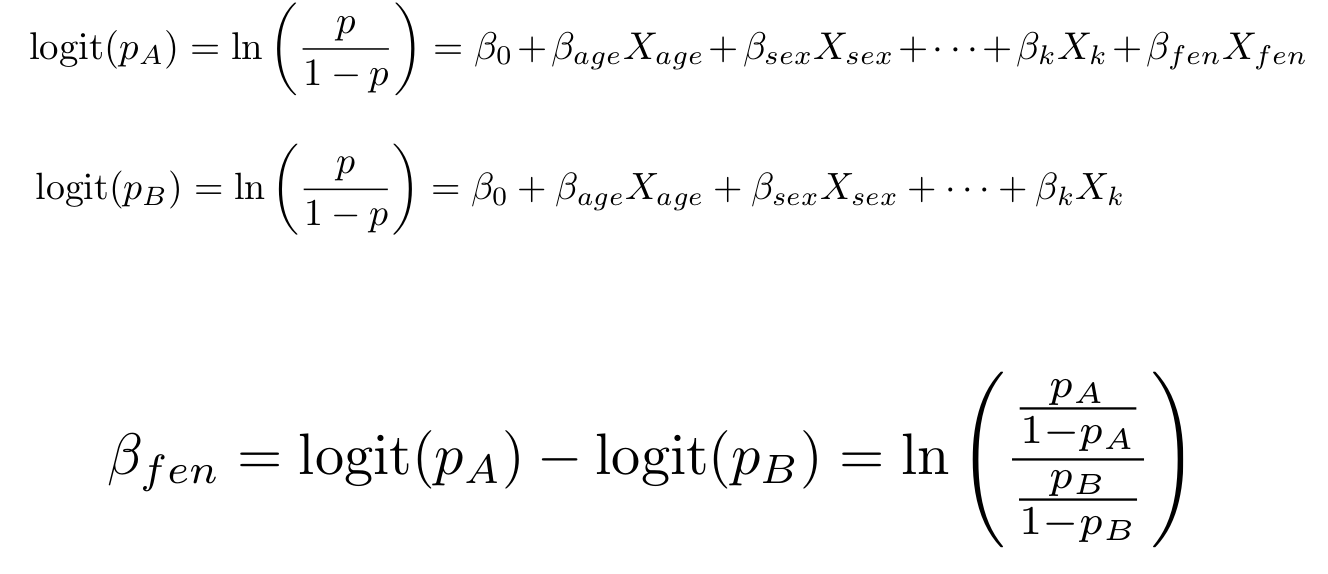 logit(p_A) = ln(p/(1 − p)) = β_0 + β_age X_age + β_sex X_sex + · · · + β_k X_k + β_fen X_fen
logit(p_B) = ln(p/(1 − p)) = β_0 + β_age X_age + β_sex X_sex + · · · + β_k X_k
β_fen = logit(p_A) − logit(p_B) = ln((p_A/(1−p_A))/(p_B/(1−p_B)))